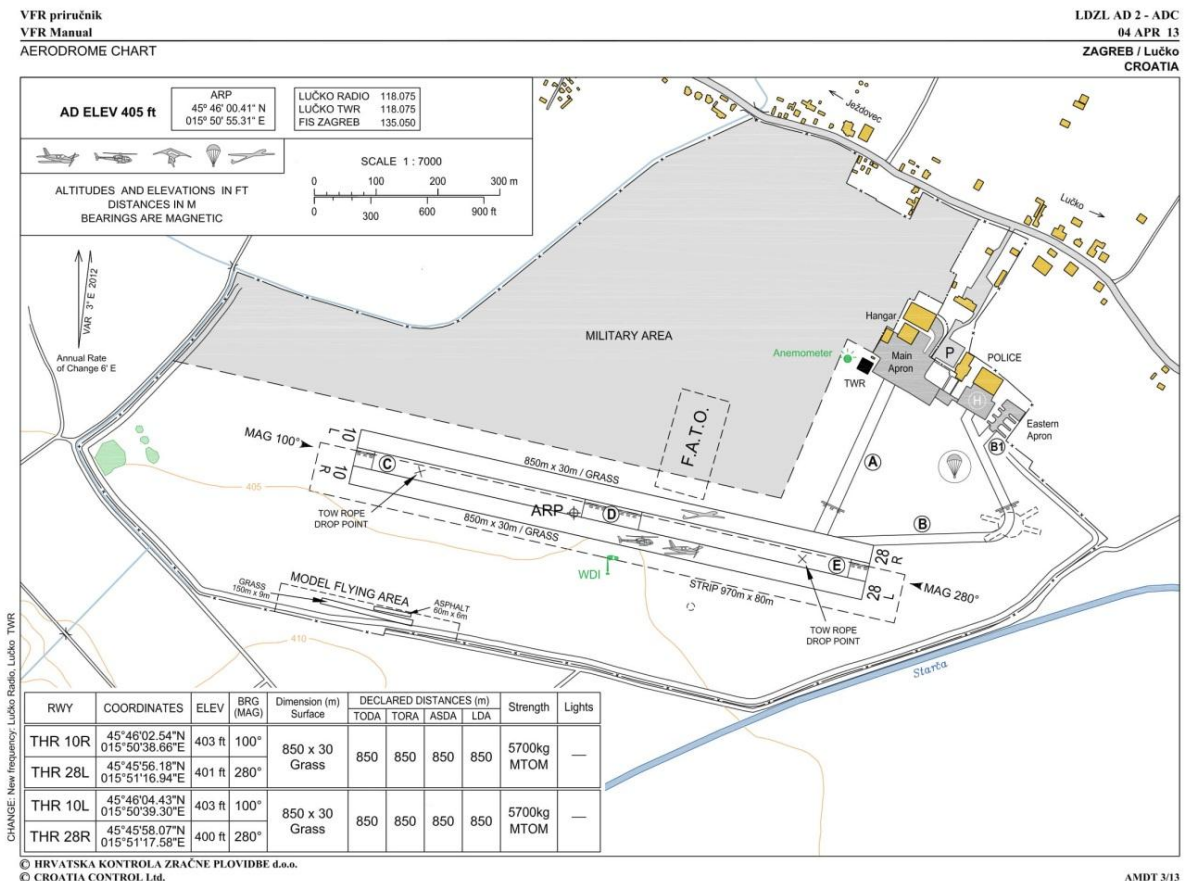 VFR priručnik
VFR Manual
AERODROME CHART
LDZL AD 2 - ADC
04 APR 13
ZAGREB / Lučko
CROATIA
AD ELEV 405 ft
ARP
45º 46' 00.41" N
015º 50' 55.31" E
LUČKO RADIO 118.075
LUČKO TWR 118.075
FIS ZAGREB 135.050
SCALE 1 : 7000
0 100 200 300 m
0 300 600 900 ft
ALTITUDES AND ELEVATIONS IN FT
DISTANCES IN M
BEARINGS ARE MAGNETIC
VAR 3° E 2012
Annual Rate
of Change 6' E
Ježdovec
Lučko
MILITARY AREA
Hangar
Anemometer
TWR
Main
Apron
P
POLICE
H
Eastern
Apron
B1
A
B
F.A.T.O.
MAG 100°
10 L
10 R
C
850m x 30m / GRASS
TOW ROPE
DROP POINT
405
ARP
D
850m x 30m / GRASS
WDI
E
28 R
28 L
MAG 280°
STRIP 970m x 80m
TOW ROPE
DROP POINT
MODEL FLYING AREA
GRASS
150m x 9m
ASPHALT
60m x 6m
410
Starča
RWY COORDINATES ELEV BRG (MAG) Dimension (m) Surface DECLARED DISTANCES (m) Strength Lights
TODA TORA ASDA LDA
THR 10R 45°46'02.54"N 015°50'38.66"E 403 ft 100° 850 x 30 Grass 850 850 850 850 5700kg MTOM —
THR 28L 45°45'56.18"N 015°51'16.94"E 401 ft 280°
THR 10L 45°46'04.43"N 015°50'39.30"E 403 ft 100° 850 x 30 Grass 850 850 850 850 5700kg MTOM —
THR 28R 45°45'58.07"N 015°51'17.58"E 400 ft 280°
CHANGE: New frequency: Lučko Radio, Lučko TWR
© HRVATSKA KONTROLA ZRAČNE PLOVIDBE d.o.o.
© CROATIA CONTROL Ltd.
AMDT 3/13